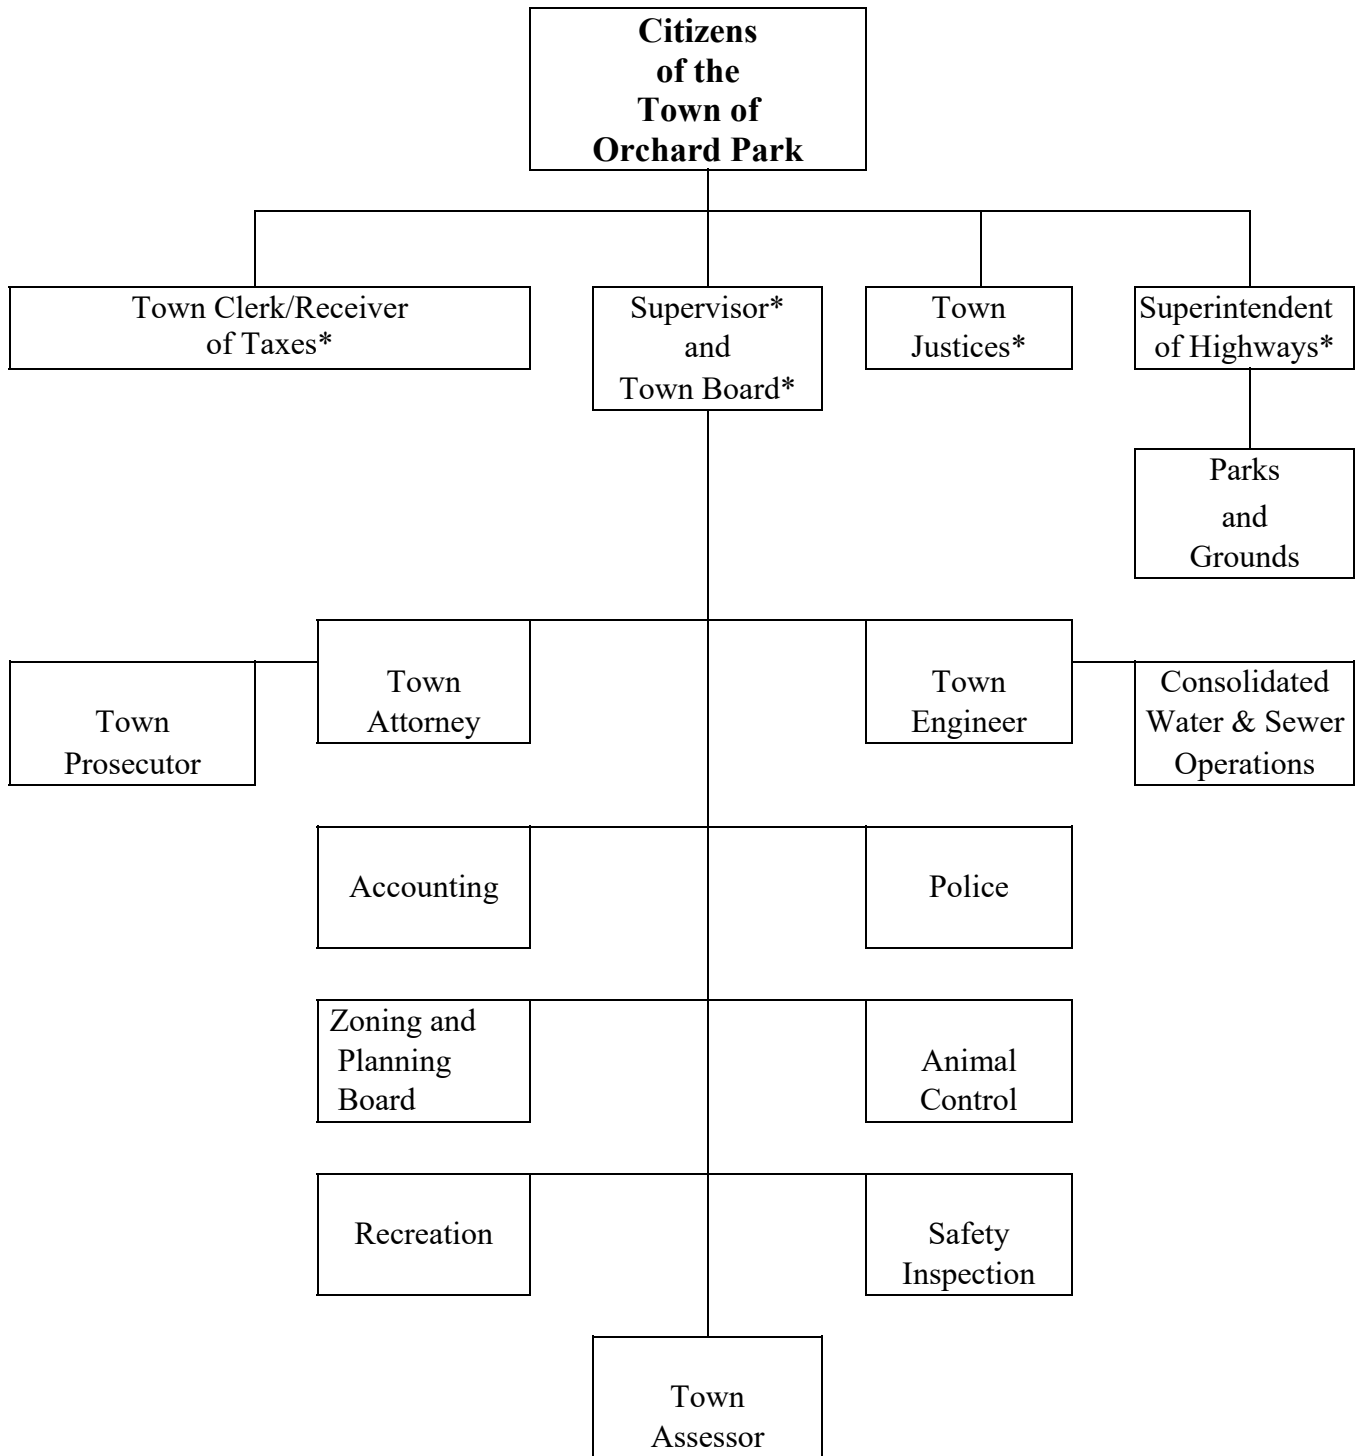 Citizens
of the
Town of
Orchard Park
Town Clerk/Receiver
of Taxes*
Supervisor*
and
Town Board*
Town
Justices*
Superintendent
of Highways*
Parks
and
Grounds
Town
Prosecutor
Town
Attorney
Town
Engineer
Consolidated
Water & Sewer
Operations
Accounting
Police
Zoning and
Planning
Board
Animal
Control
Recreation
Safety
Inspection
Town
Assessor